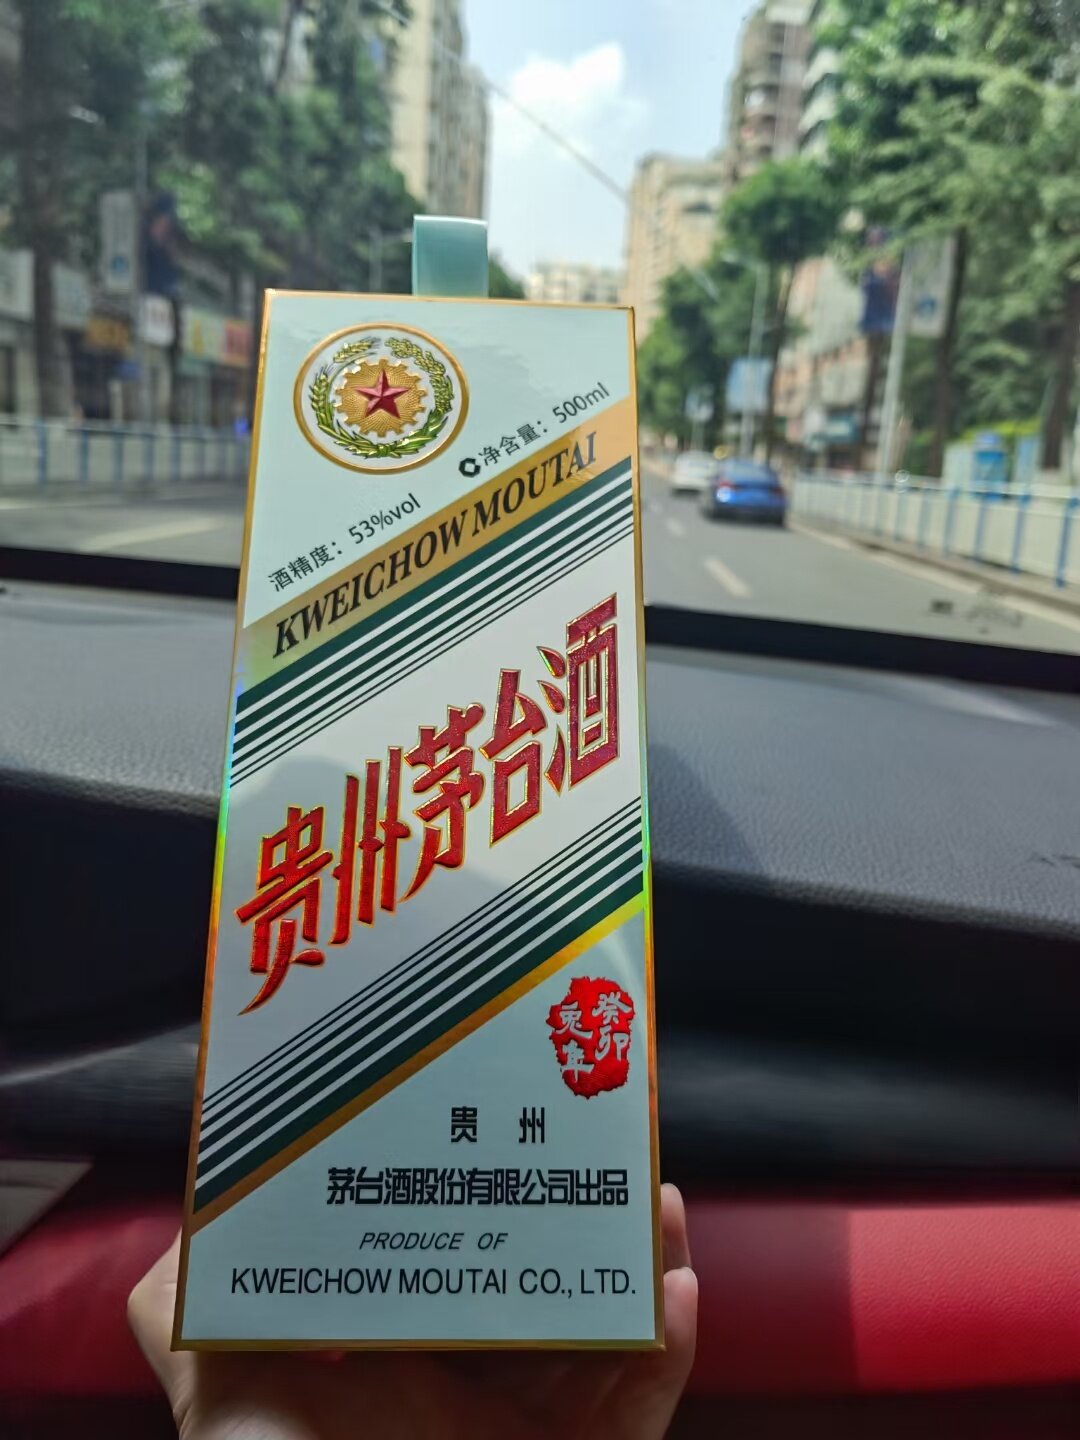 净含量：500ml
酒精度：53%vol
KWEICHOW MOUTAI
贵州茅台酒
癸卯
兎年
贵 州
茅台酒股份有限公司出品
PRODUCE OF
KWEICHOW MOUTAI CO., LTD.